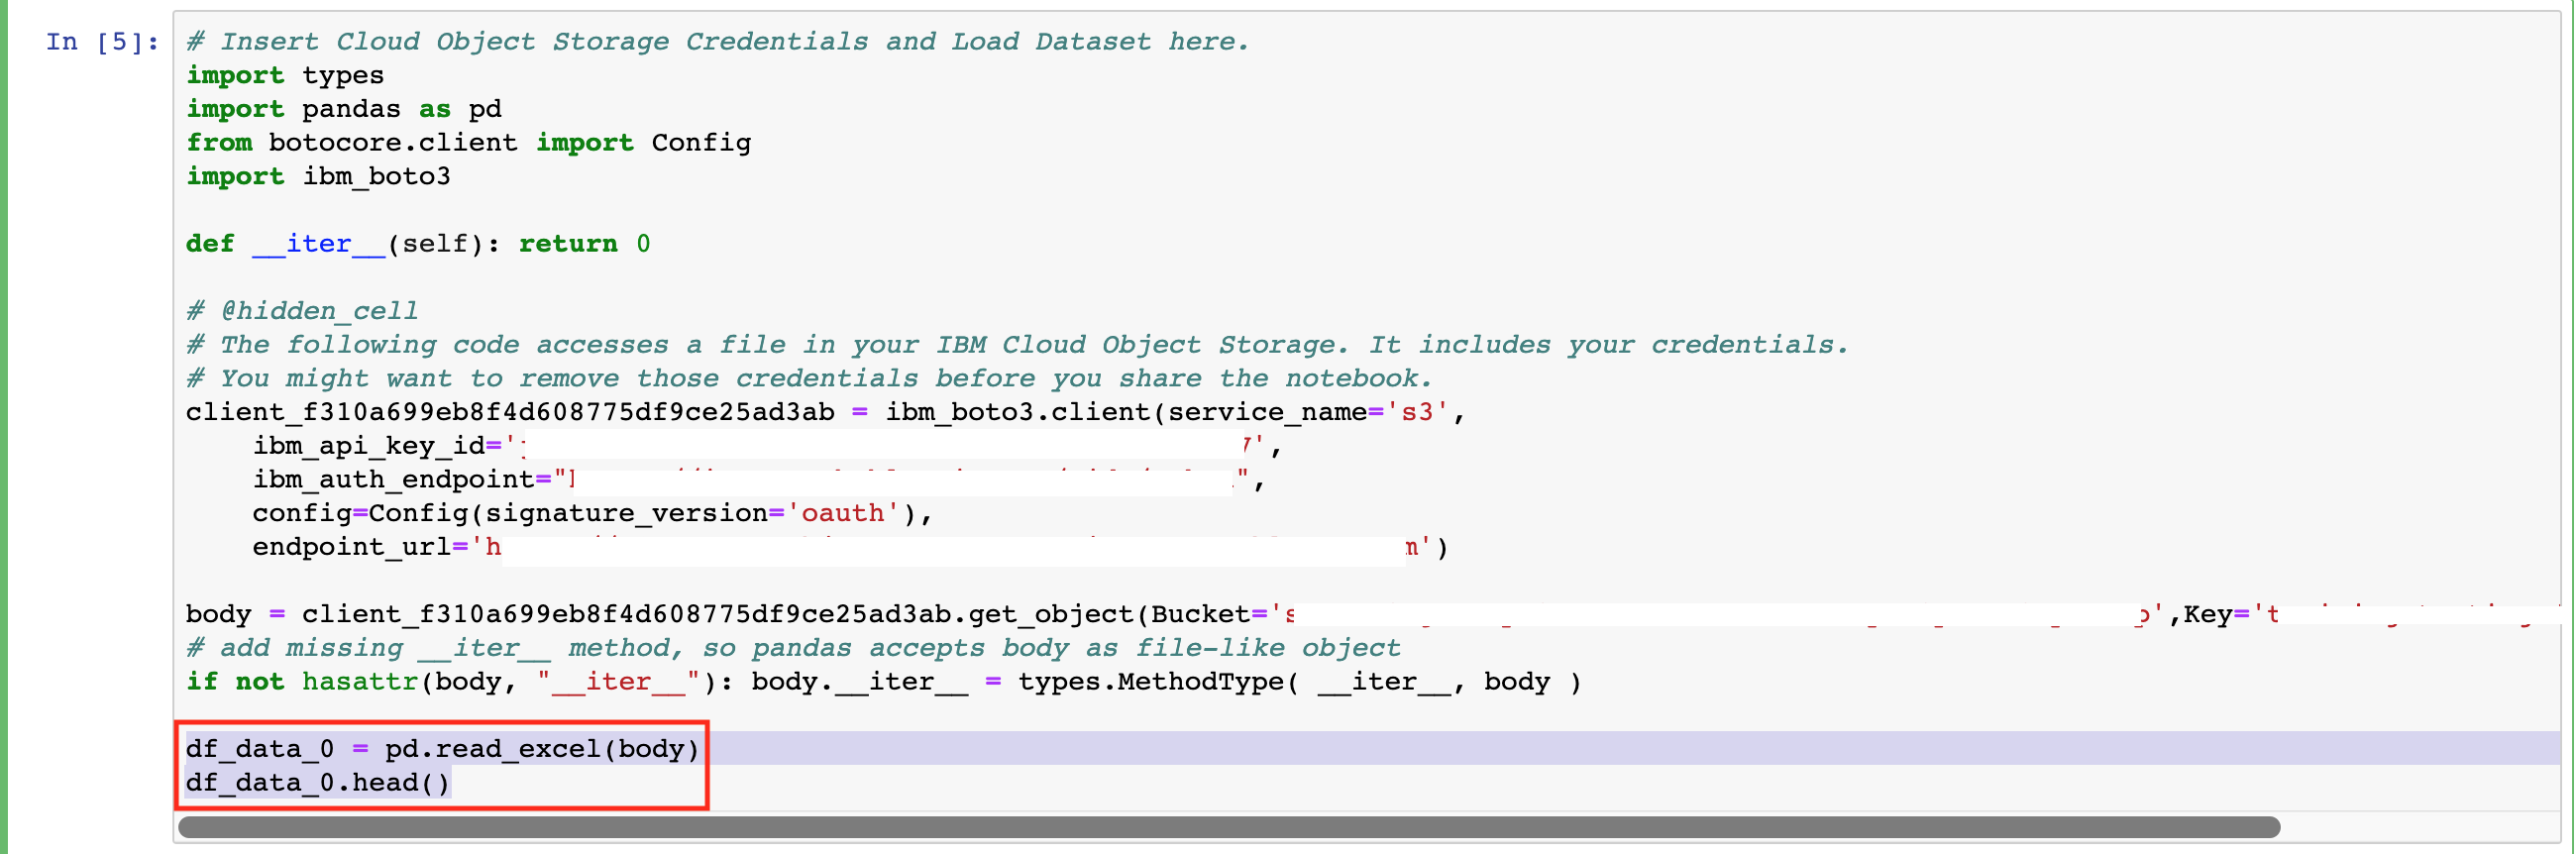 In [5]:
# Insert Cloud Object Storage Credentials and Load Dataset here.
import types
import pandas as pd
from botocore.client import Config
import ibm_boto3
def __iter__(self): return 0
# @hidden_cell
# The following code accesses a file in your IBM Cloud Object Storage. It includes your credentials.
# You might want to remove those credentials before you share the notebook.
client_f310a699eb8f4d608775df9ce25ad3ab = ibm_boto3.client(service_name='s3',
    ibm_api_key_id=' ',
    ibm_auth_endpoint=" ",
    config=Config(signature_version='oauth'),
    endpoint_url='h m')
body = client_f310a699eb8f4d608775df9ce25ad3ab.get_object(Bucket='s ',Key='t
# add missing __iter__ method, so pandas accepts body as file-like object
if not hasattr(body, "__iter__"): body.__iter__ = types.MethodType( __iter__, body )
df_data_0 = pd.read_excel(body)
df_data_0.head()